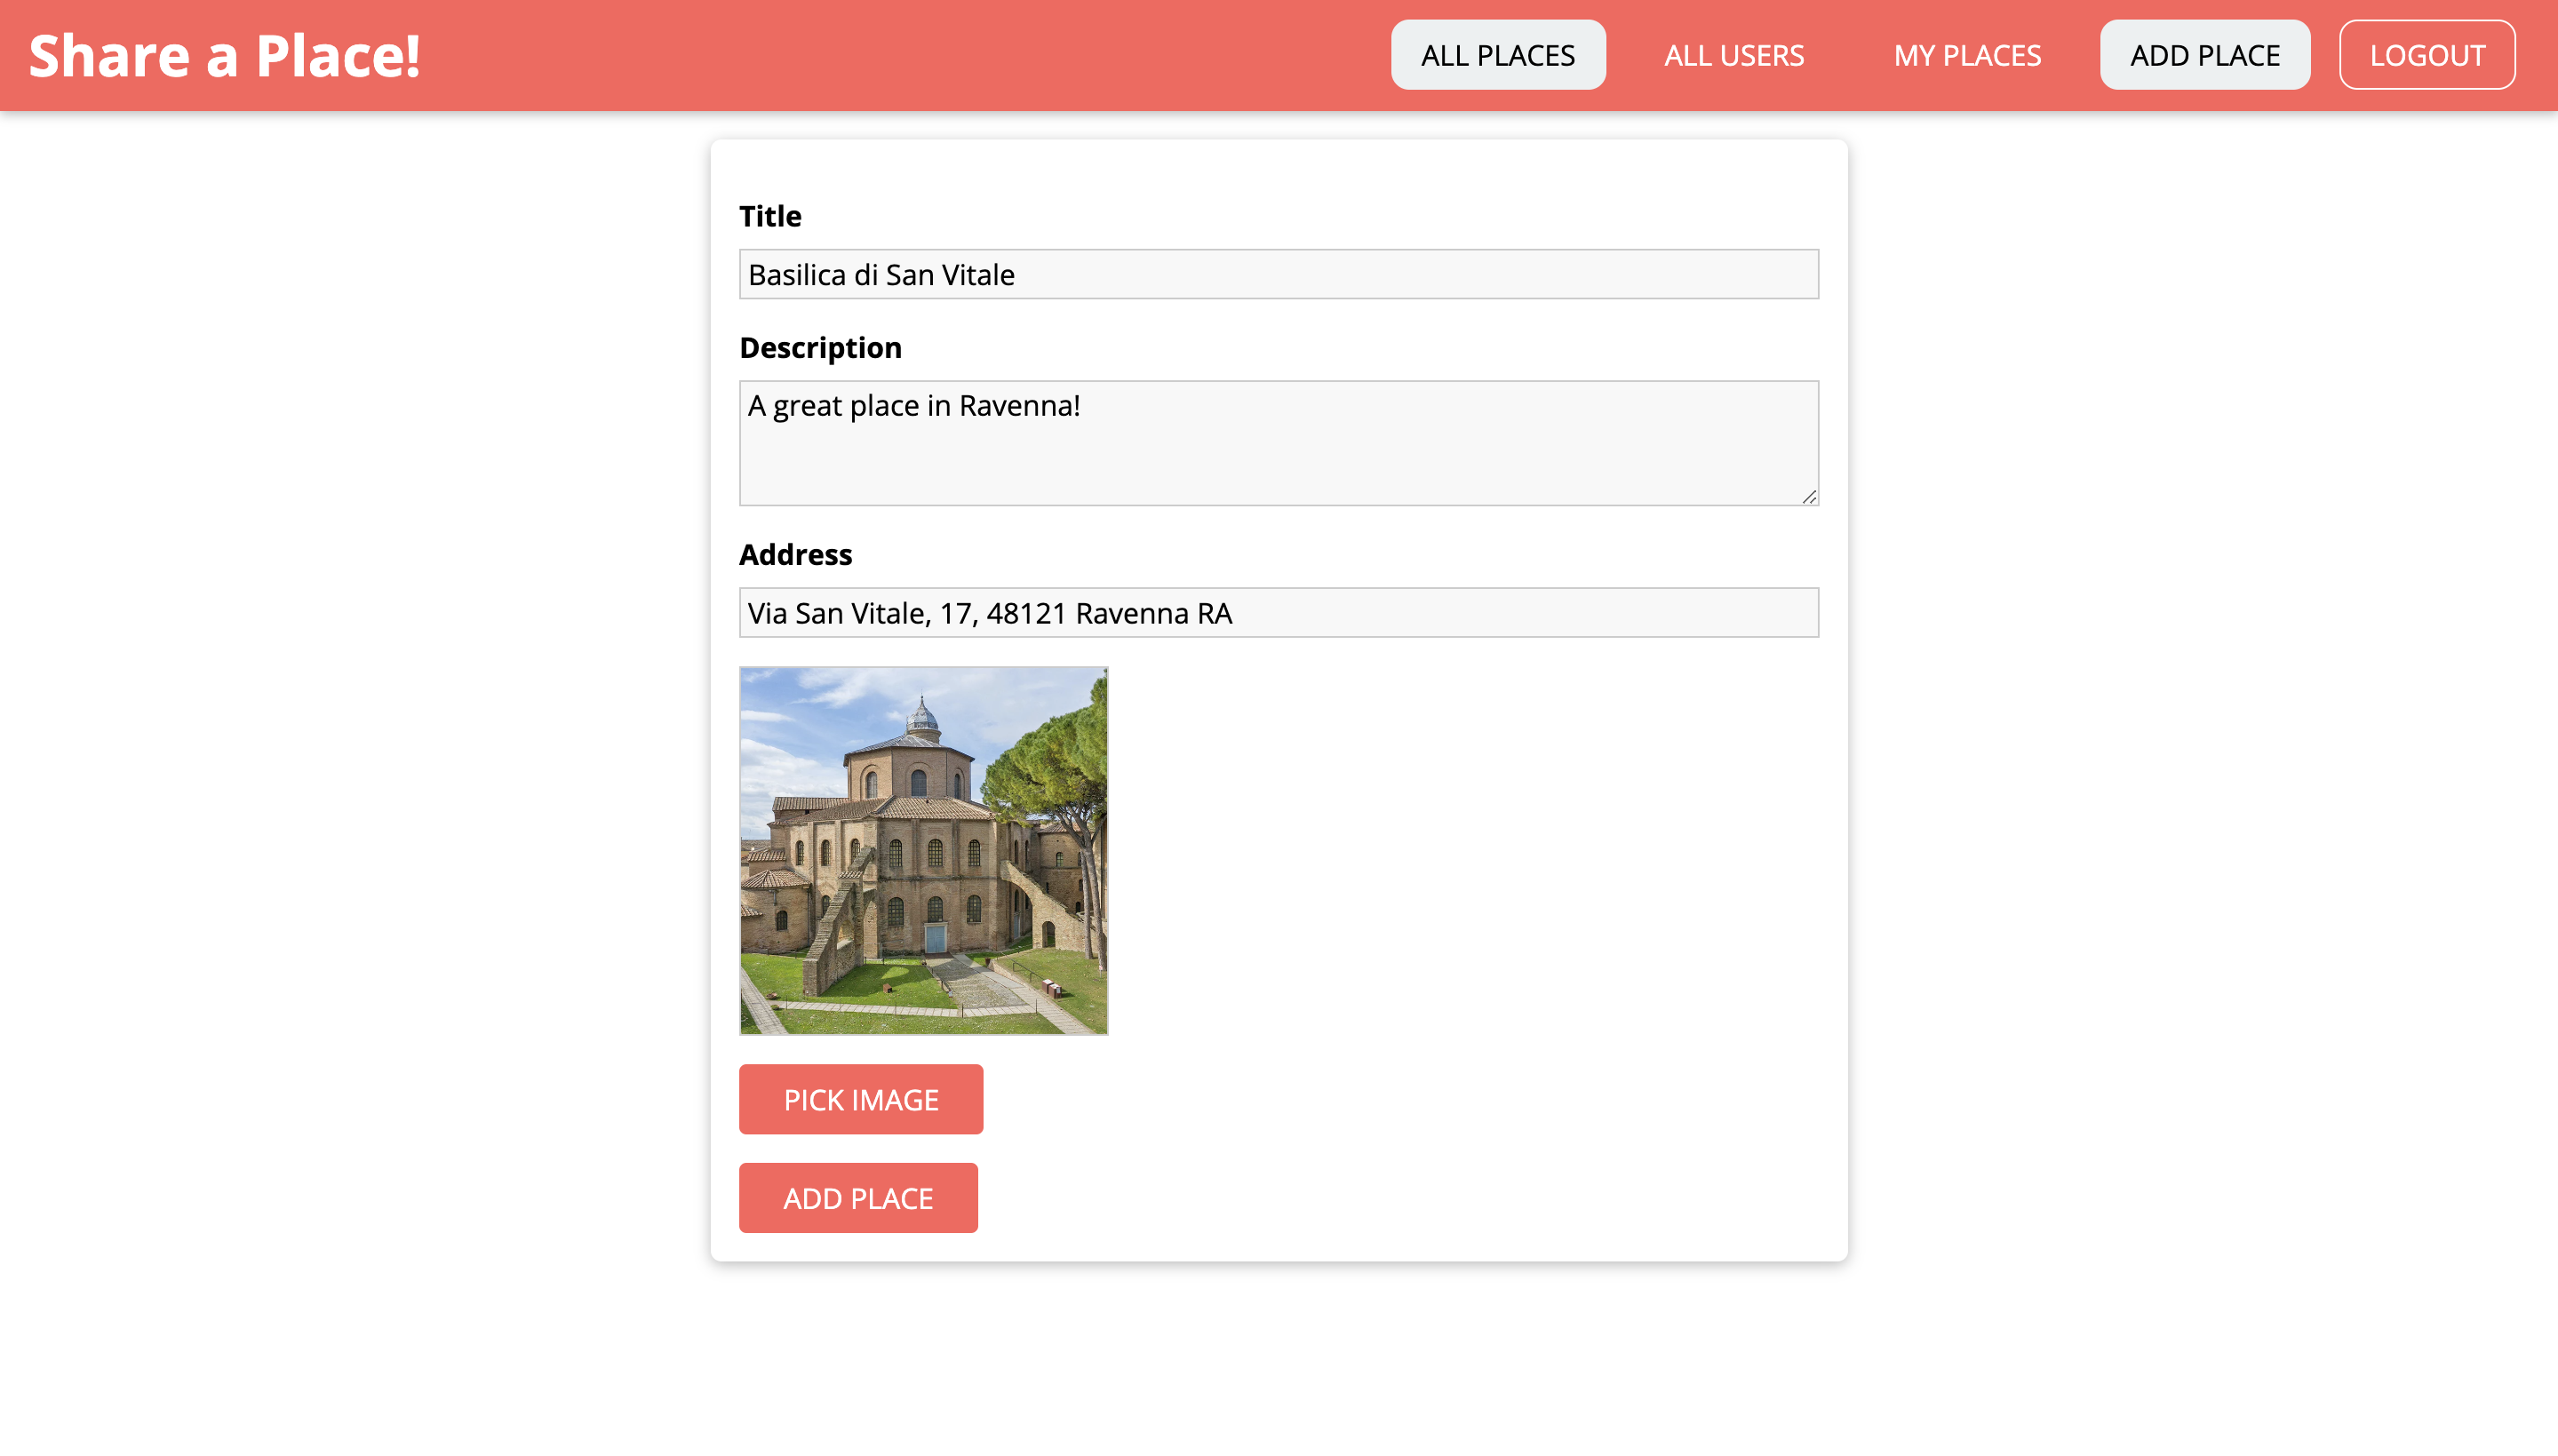 Share a Place!
ALL PLACES
ALL USERS
MY PLACES
ADD PLACE
LOGOUT
Title
Basilica di San Vitale
Description
A great place in Ravenna!
Address
Via San Vitale, 17, 48121 Ravenna RA
PICK IMAGE
ADD PLACE